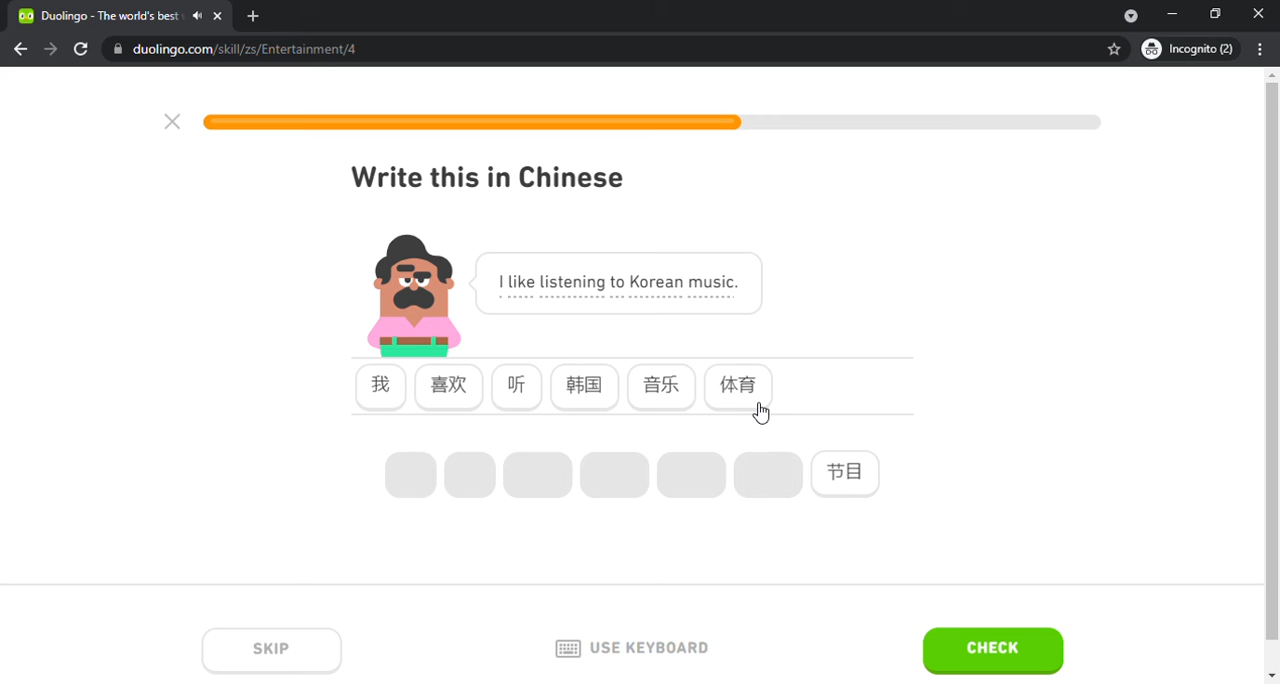 Duolingo - The world's best
duolingo.com/skill/zs/Entertainment/4
Incognito (2)
Write this in Chinese
I like listening to Korean music.
我 喜欢 听 韩国 音乐 体育
节目
SKIP
USE KEYBOARD
CHECK